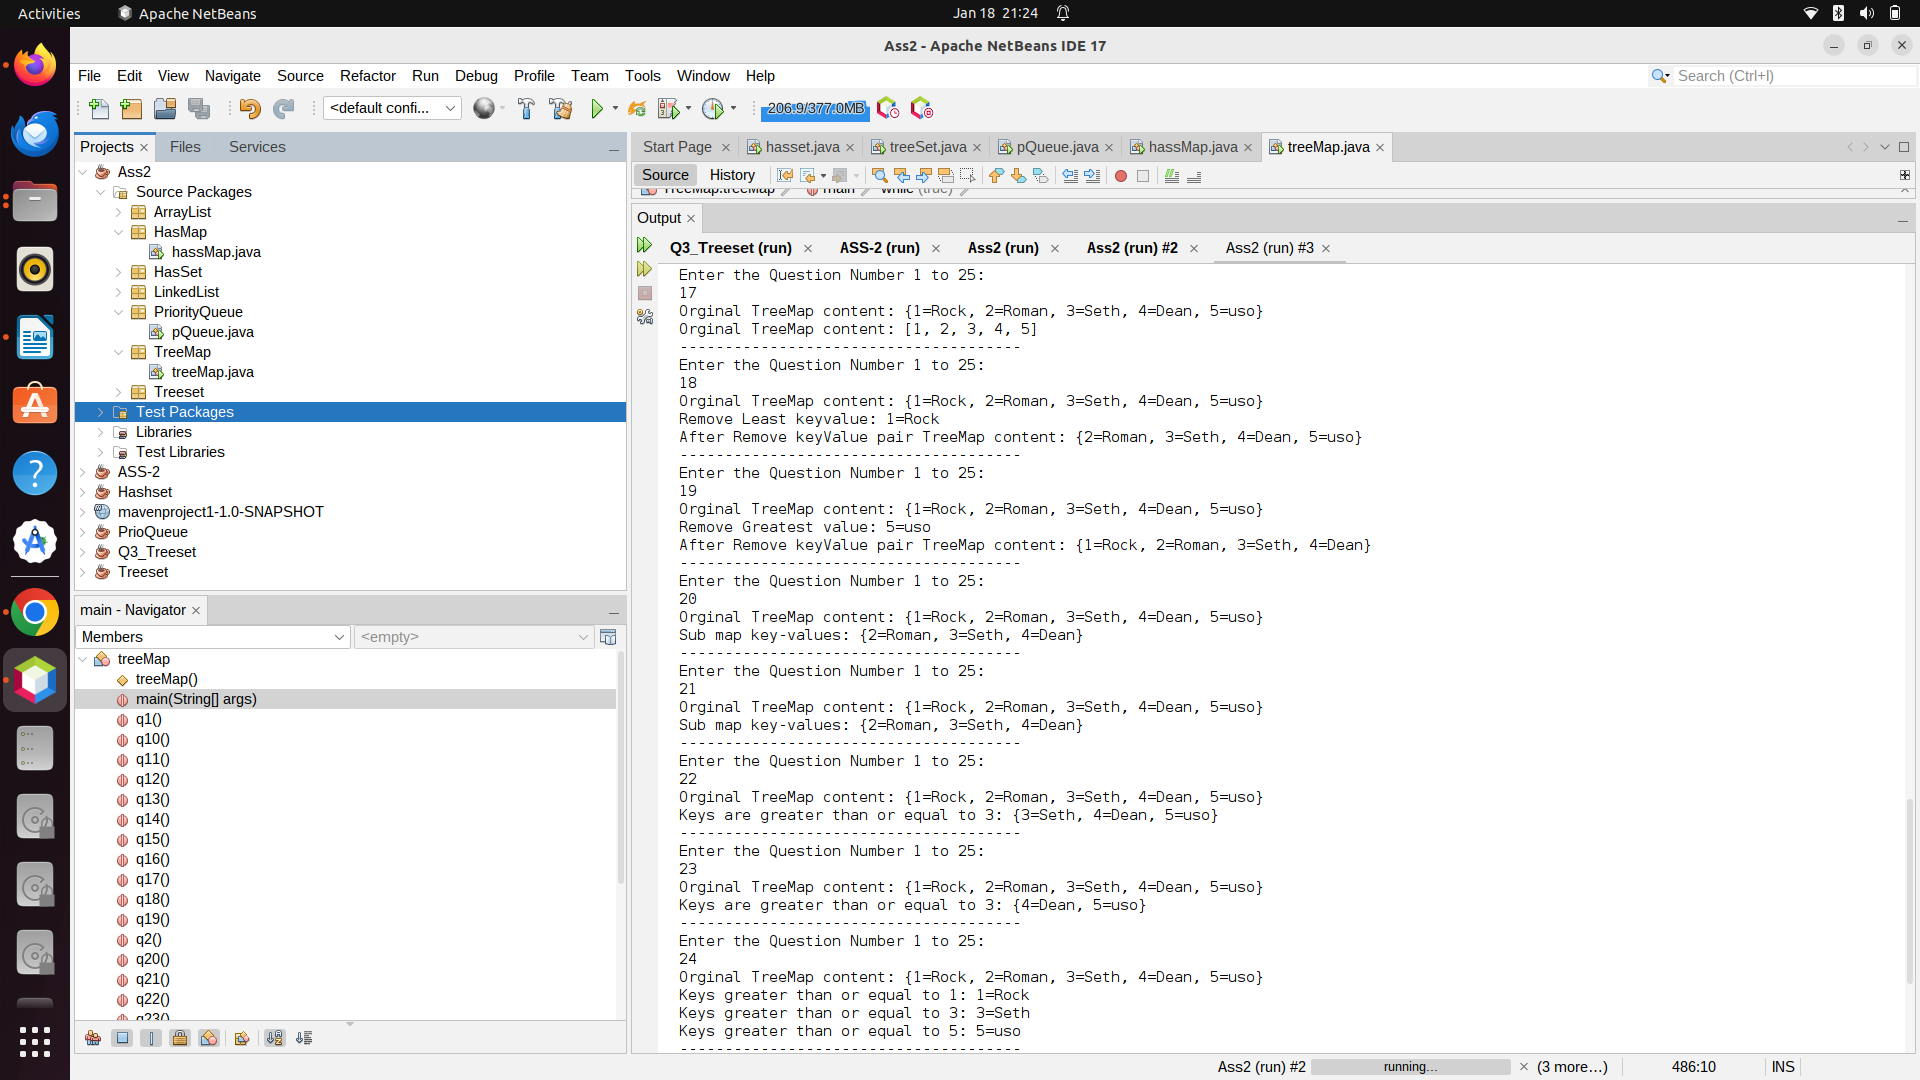 Activities
Apache NetBeans
Jan 18 21:24
Ass2 - Apache NetBeans IDE 17
File Edit View Navigate Source Refactor Run Debug Profile Team Tools Window Help
Search (Ctrl+I)
<default confi...
206.9/377.0MB
Projects Files Services
Ass2
Source Packages
ArrayList
HasMap
hassMap.java
HasSet
LinkedList
PriorityQueue
pQueue.java
TreeMap
treeMap.java
Treeset
Test Packages
Libraries
Test Libraries
ASS-2
Hashset
mavenproject1-1.0-SNAPSHOT
PrioQueue
Q3_Treeset
Treeset
main - Navigator
Members
<empty>
treeMap
treeMap()
main(String[] args)
q1()
q10()
q11()
q12()
q13()
q14()
q15()
q16()
q17()
q18()
q19()
q2()
q20()
q21()
q22()
q23()
Start Page hasset.java treeSet.java pQueue.java hassMap.java treeMap.java
Source History
TreeMap.treeMap main while (true)
Output
Q3_Treeset (run) ASS-2 (run) Ass2 (run) Ass2 (run) #2 Ass2 (run) #3
Enter the Question Number 1 to 25:
17
Orginal TreeMap content: {1=Rock, 2=Roman, 3=Seth, 4=Dean, 5=uso}
Orginal TreeMap content: [1, 2, 3, 4, 5]
--------------------------------------
Enter the Question Number 1 to 25:
18
Orginal TreeMap content: {1=Rock, 2=Roman, 3=Seth, 4=Dean, 5=uso}
Remove Least keyvalue: 1=Rock
After Remove keyValue pair TreeMap content: {2=Roman, 3=Seth, 4=Dean, 5=uso}
--------------------------------------
Enter the Question Number 1 to 25:
19
Orginal TreeMap content: {1=Rock, 2=Roman, 3=Seth, 4=Dean, 5=uso}
Remove Greatest value: 5=uso
After Remove keyValue pair TreeMap content: {1=Rock, 2=Roman, 3=Seth, 4=Dean}
--------------------------------------
Enter the Question Number 1 to 25:
20
Orginal TreeMap content: {1=Rock, 2=Roman, 3=Seth, 4=Dean, 5=uso}
Sub map key-values: {2=Roman, 3=Seth, 4=Dean}
--------------------------------------
Enter the Question Number 1 to 25:
21
Orginal TreeMap content: {1=Rock, 2=Roman, 3=Seth, 4=Dean, 5=uso}
Sub map key-values: {2=Roman, 3=Seth, 4=Dean}
--------------------------------------
Enter the Question Number 1 to 25:
22
Orginal TreeMap content: {1=Rock, 2=Roman, 3=Seth, 4=Dean, 5=uso}
Keys are greater than or equal to 3: {3=Seth, 4=Dean, 5=uso}
--------------------------------------
Enter the Question Number 1 to 25:
23
Orginal TreeMap content: {1=Rock, 2=Roman, 3=Seth, 4=Dean, 5=uso}
Keys are greater than or equal to 3: {4=Dean, 5=uso}
--------------------------------------
Enter the Question Number 1 to 25:
24
Orginal TreeMap content: {1=Rock, 2=Roman, 3=Seth, 4=Dean, 5=uso}
Keys greater than or equal to 1: 1=Rock
Keys greater than or equal to 3: 3=Seth
Keys greater than or equal to 5: 5=uso
--------------------------------------
Ass2 (run) #2 running... (3 more...) 486:10 INS